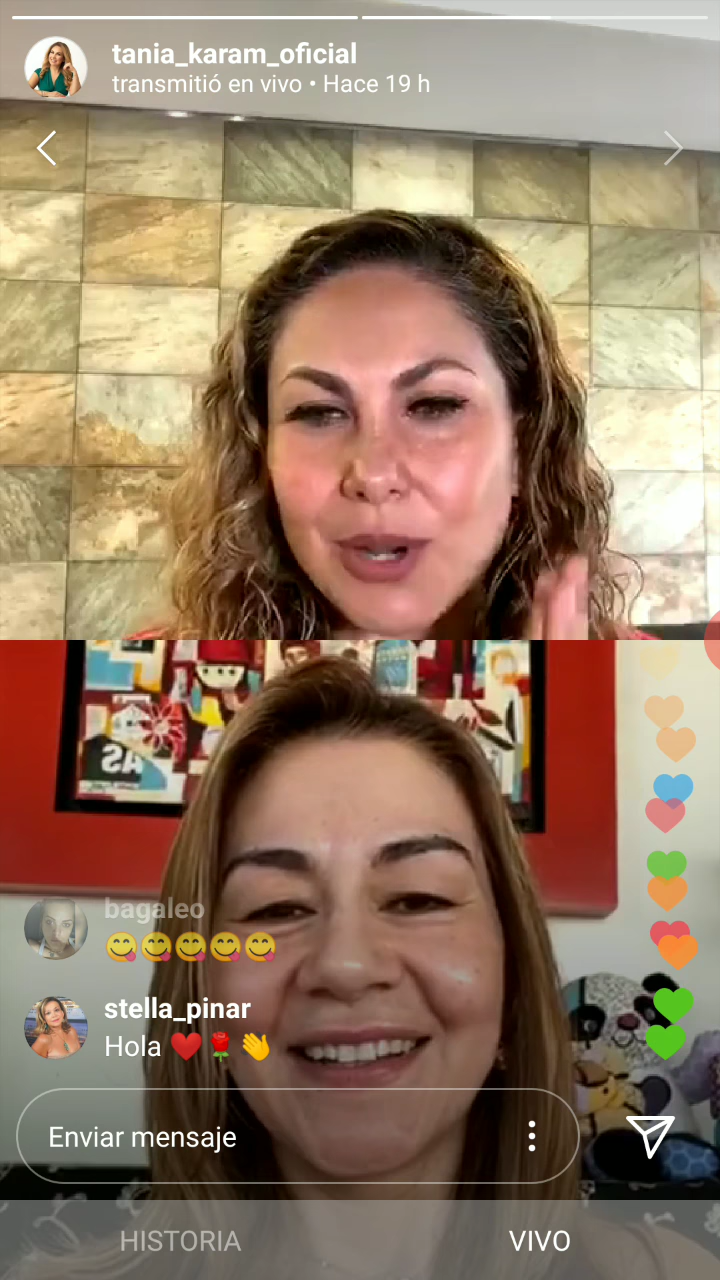 tania_karam_oficial
transmitió en vivo • Hace 19 h
bagaleo
😋😋😋😋😋
stella_pinar
Hola ❤️🌹👋
Enviar mensaje
HISTORIA
VIVO